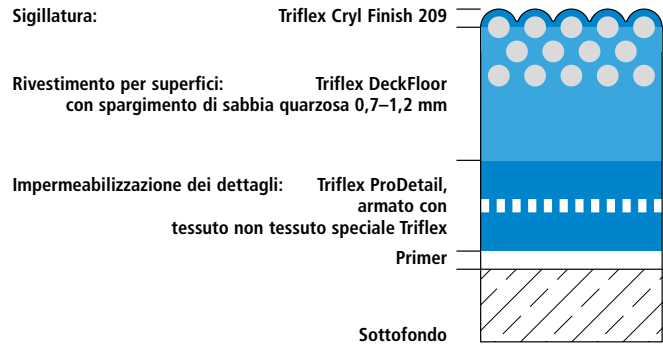 Sigillatura: Triflex Cryl Finish 209
Rivestimento per superfici: Triflex DeckFloor
con spargimento di sabbia quarzosa 0,7–1,2 mm
Impermeabilizzazione dei dettagli: Triflex ProDetail,
armato con
tessuto non tessuto speciale Triflex
Primer
Sottofondo